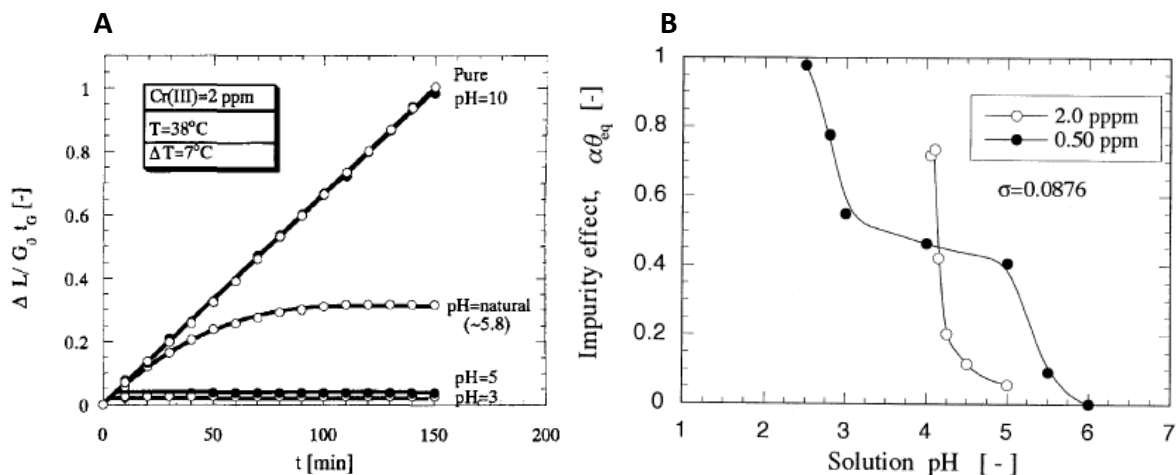 A
B
Cr(III)=2 ppm
T=38°C
ΔT=7°C
Pure
pH=10
pH=natural
(~5.8)
pH=5
pH=3
Δ L/ G₀ t_G [-]
1
0.8
0.6
0.4
0.2
0
0
50
100
150
200
t [min]
2.0 pppm
0.50 ppm
σ=0.0876
Impurity effect, αθ_eq [-]
1
0.8
0.6
0.4
0.2
0
1
2
3
4
5
6
7
Solution pH [ - ]